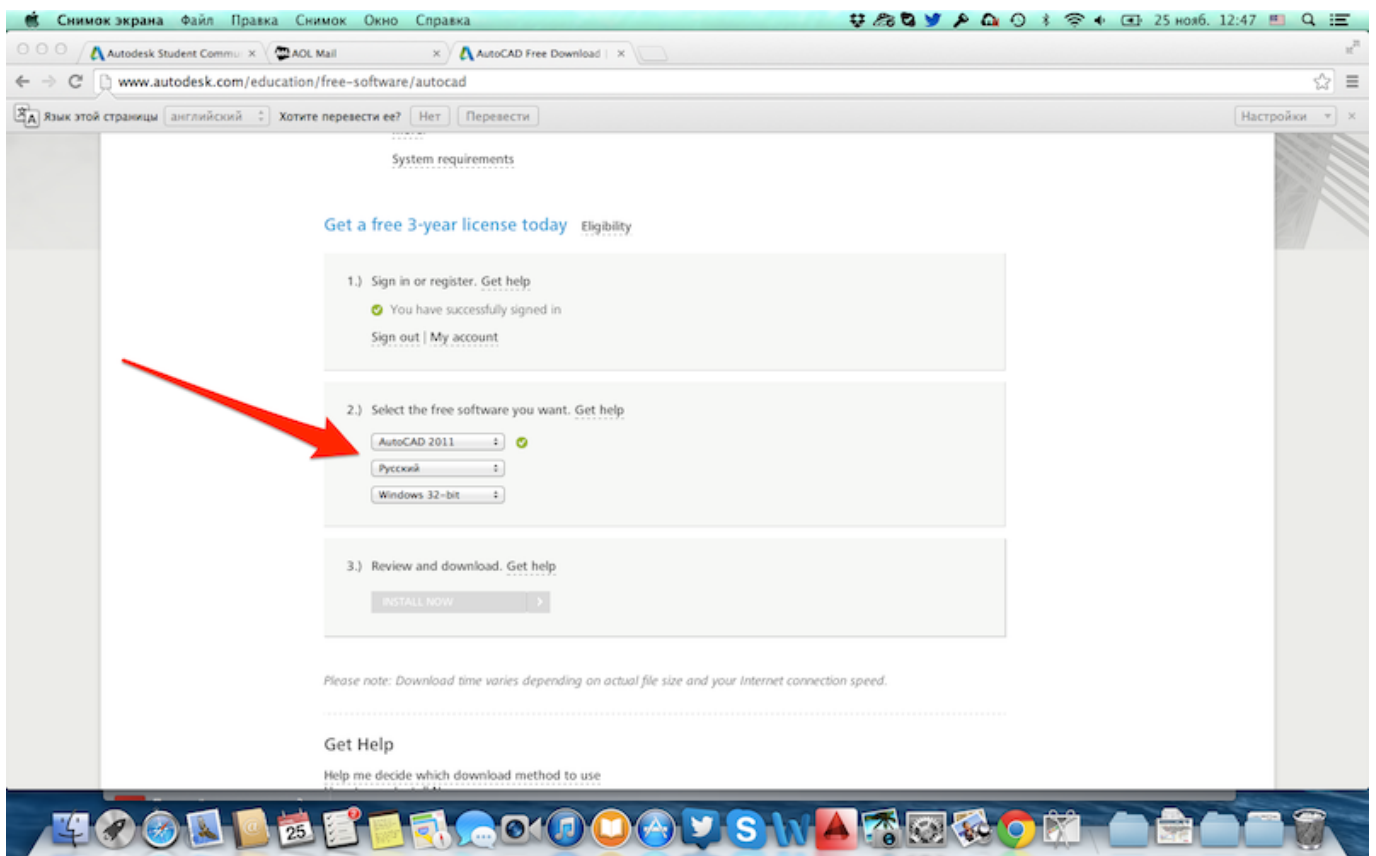 Снимок экрана Файл Правка Снимок Окно Справка 25 нояб. 12:47
Autodesk Student Commu × AOL Mail × AutoCAD Free Download | ×
www.autodesk.com/education/free-software/autocad
Язык этой страницы английский Хотите перевести ее? Нет Перевести Настройки ×
System requirements
Get a free 3-year license today Eligibility
1.) Sign in or register. Get help
You have successfully signed in
Sign out | My account
2.) Select the free software you want. Get help
AutoCAD 2011
Русский
Windows 32-bit
3.) Review and download. Get help
INSTALL NOW
Please note: Download time varies depending on actual file size and your Internet connection speed.
Get Help
Help me decide which download method to use
25